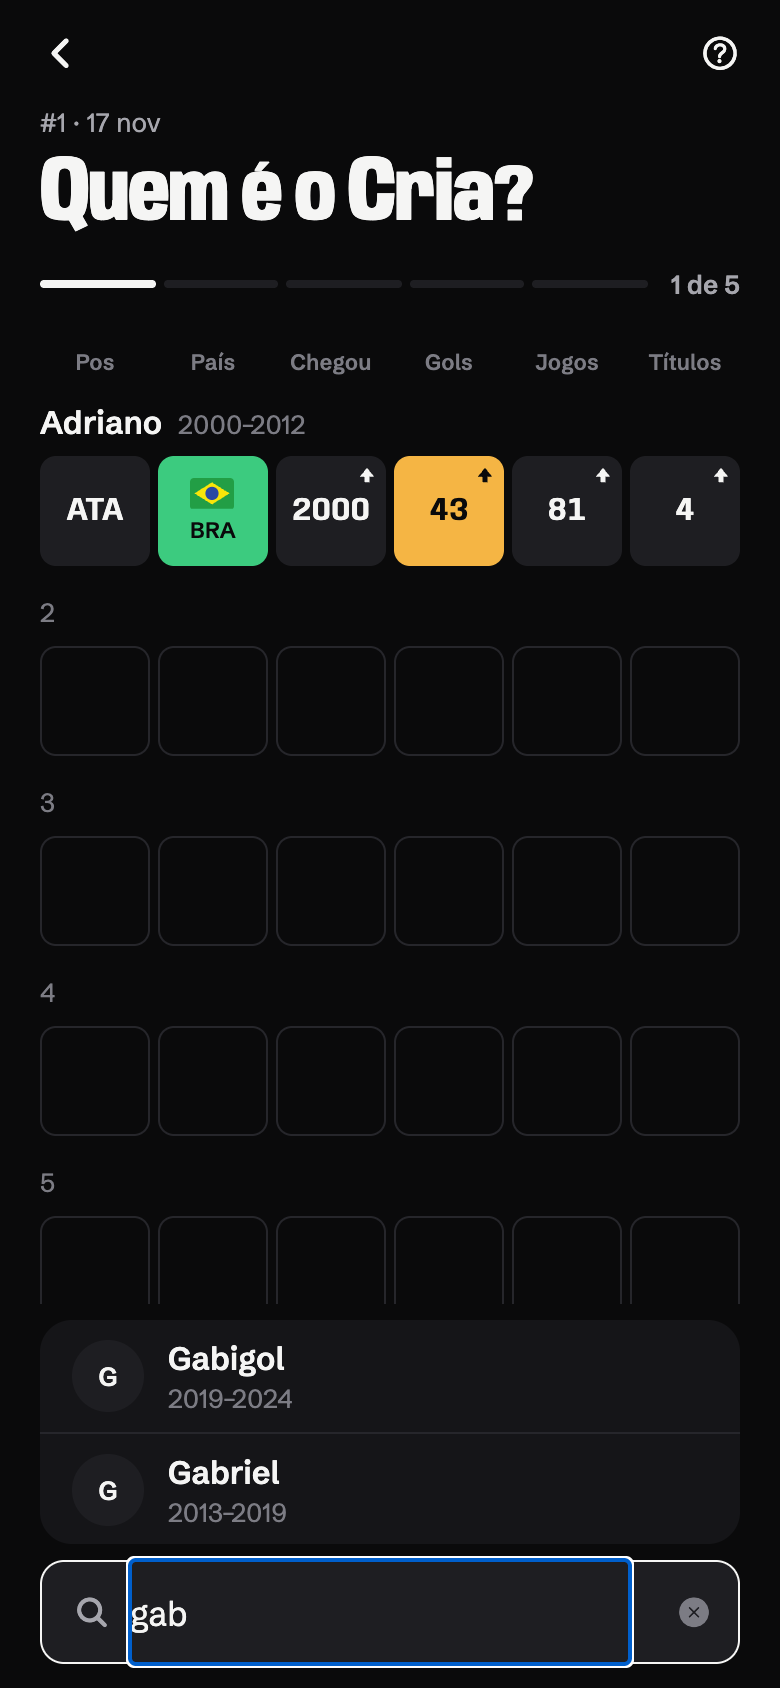 #1 · 17 nov
Quem é o Cria?
1 de 5
Pos País Chegou Gols Jogos Títulos
Adriano 2000–2012
ATA BRA 2000 43 81 4
2
3
4
5
G Gabigol
2019–2024
G Gabriel
2013–2019
gab